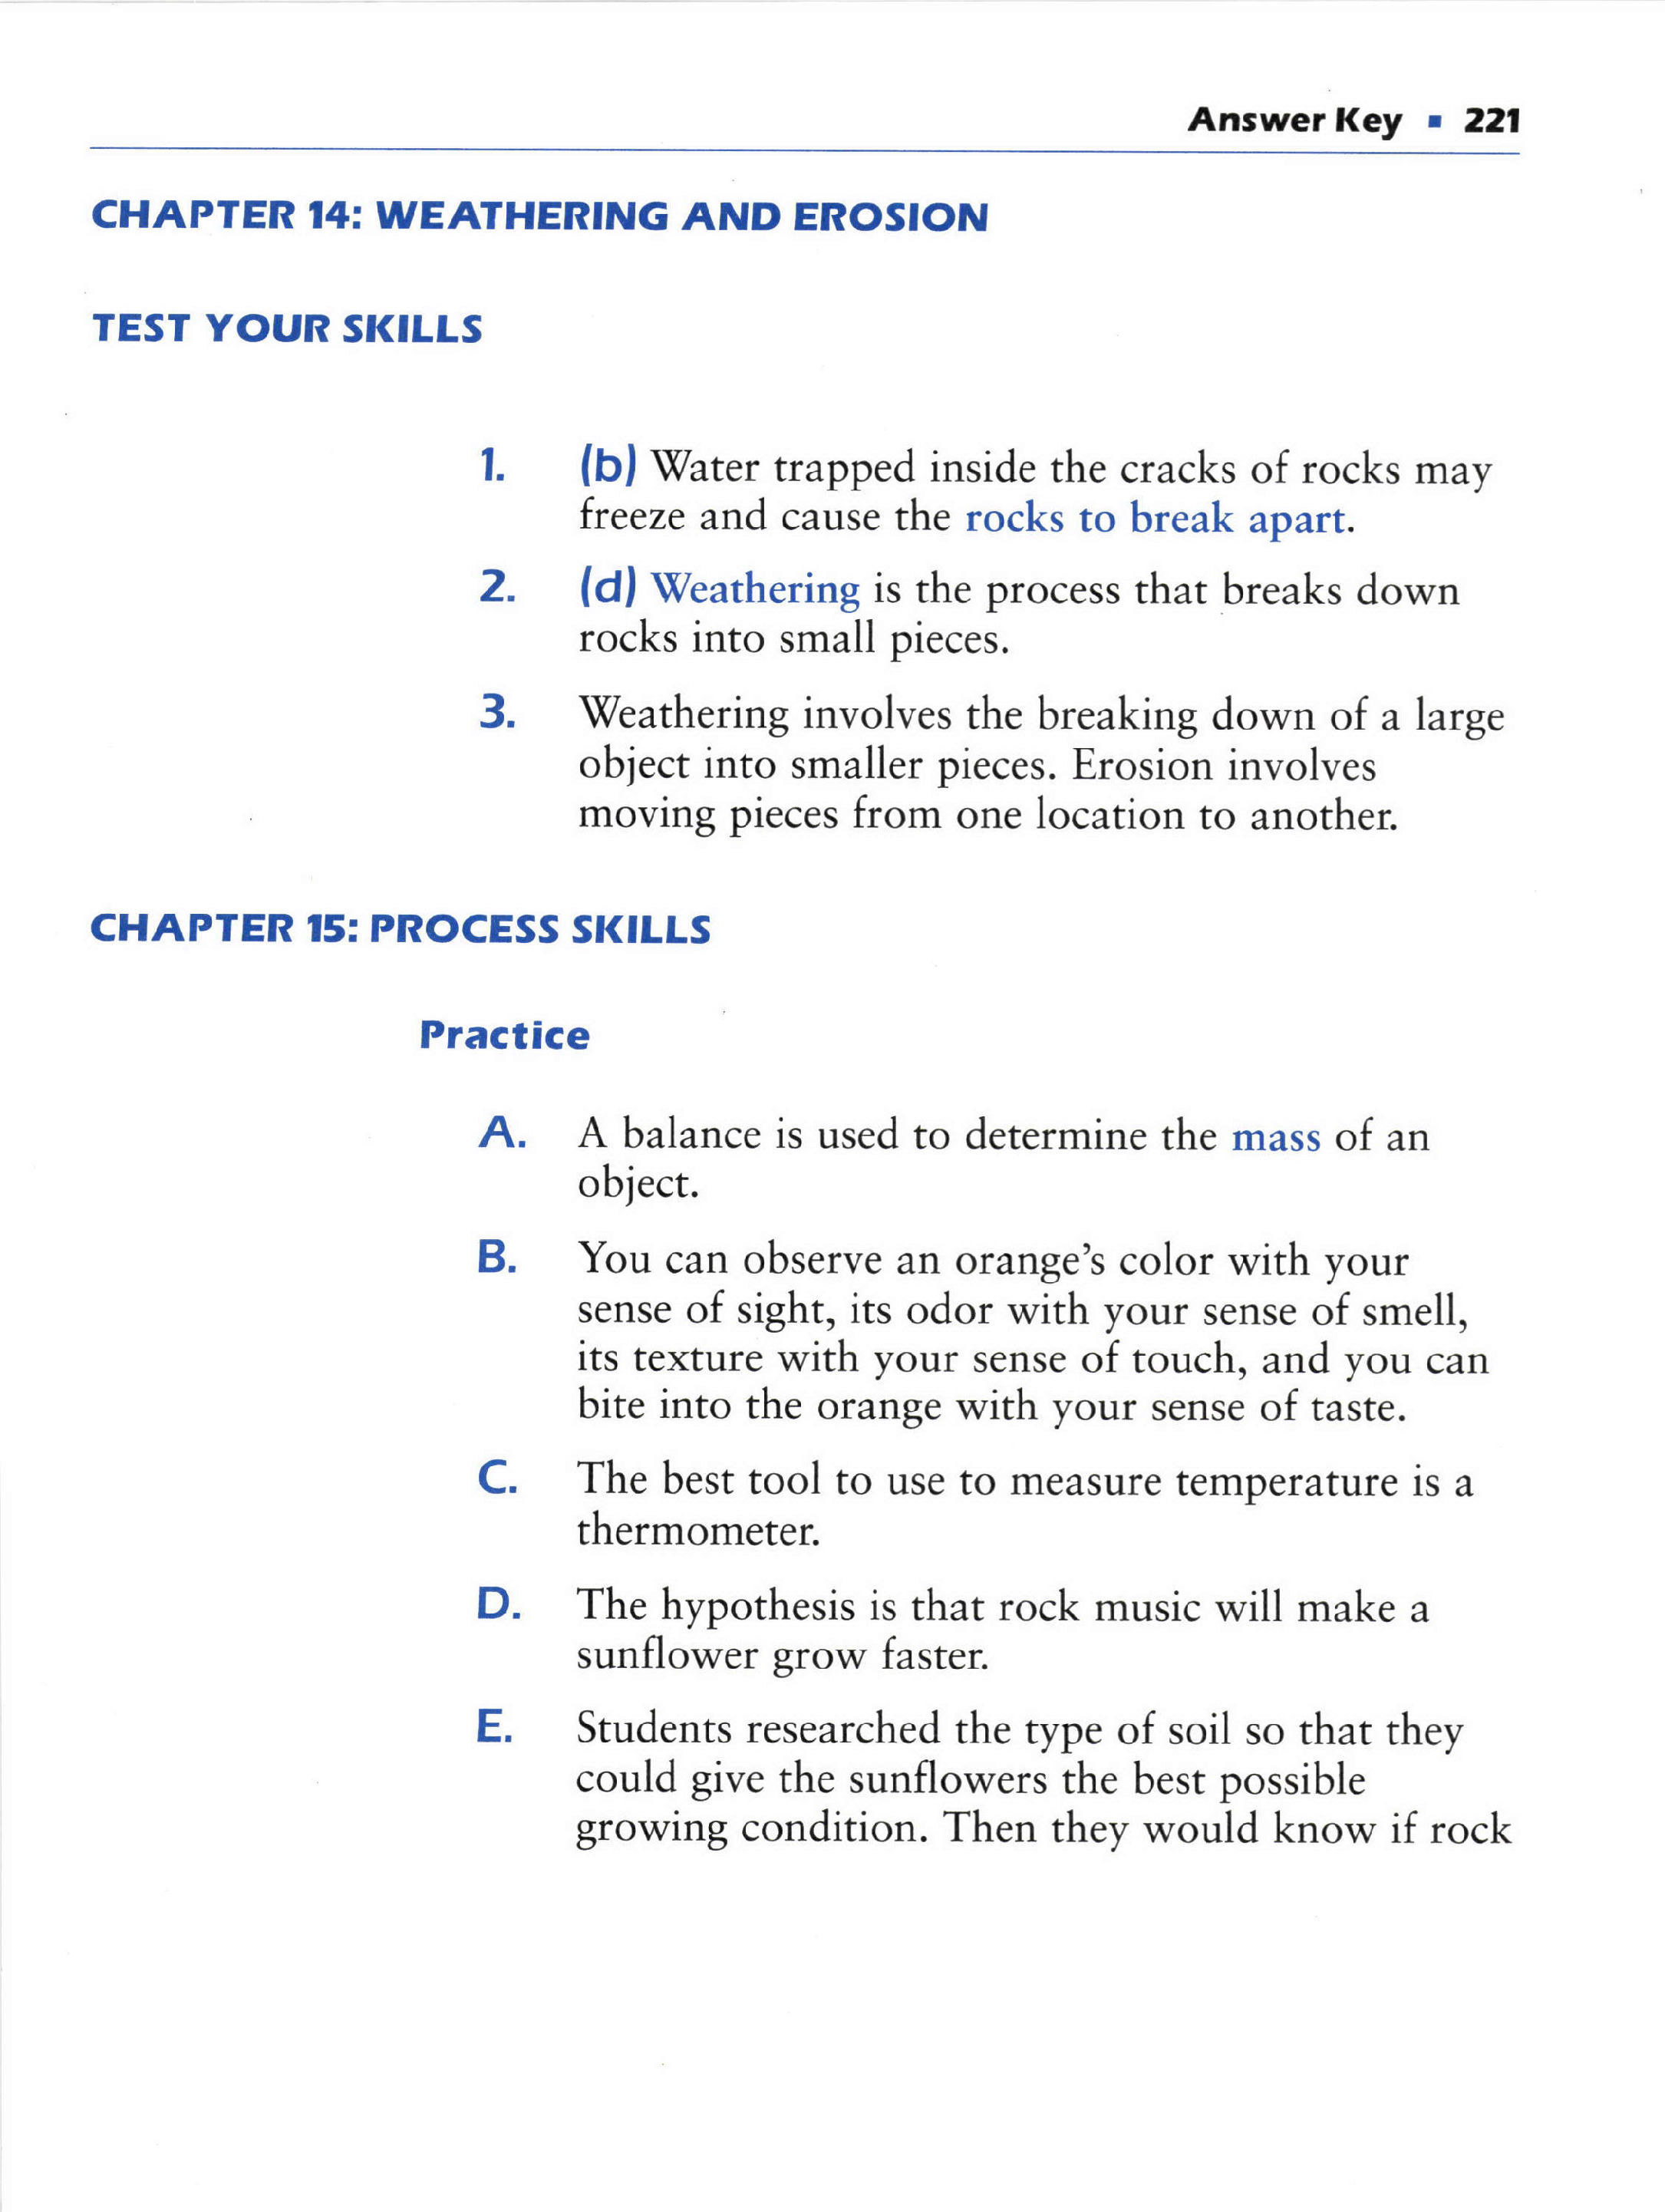 Answer Key ▪ 221
CHAPTER 14: WEATHERING AND EROSION
TEST YOUR SKILLS
1. (b) Water trapped inside the cracks of rocks may
freeze and cause the rocks to break apart.
2. (d) Weathering is the process that breaks down
rocks into small pieces.
3. Weathering involves the breaking down of a large
object into smaller pieces. Erosion involves
moving pieces from one location to another.
CHAPTER 15: PROCESS SKILLS
Practice
A. A balance is used to determine the mass of an
object.
B. You can observe an orange’s color with your
sense of sight, its odor with your sense of smell,
its texture with your sense of touch, and you can
bite into the orange with your sense of taste.
C. The best tool to use to measure temperature is a
thermometer.
D. The hypothesis is that rock music will make a
sunflower grow faster.
E. Students researched the type of soil so that they
could give the sunflowers the best possible
growing condition. Then they would know if rock